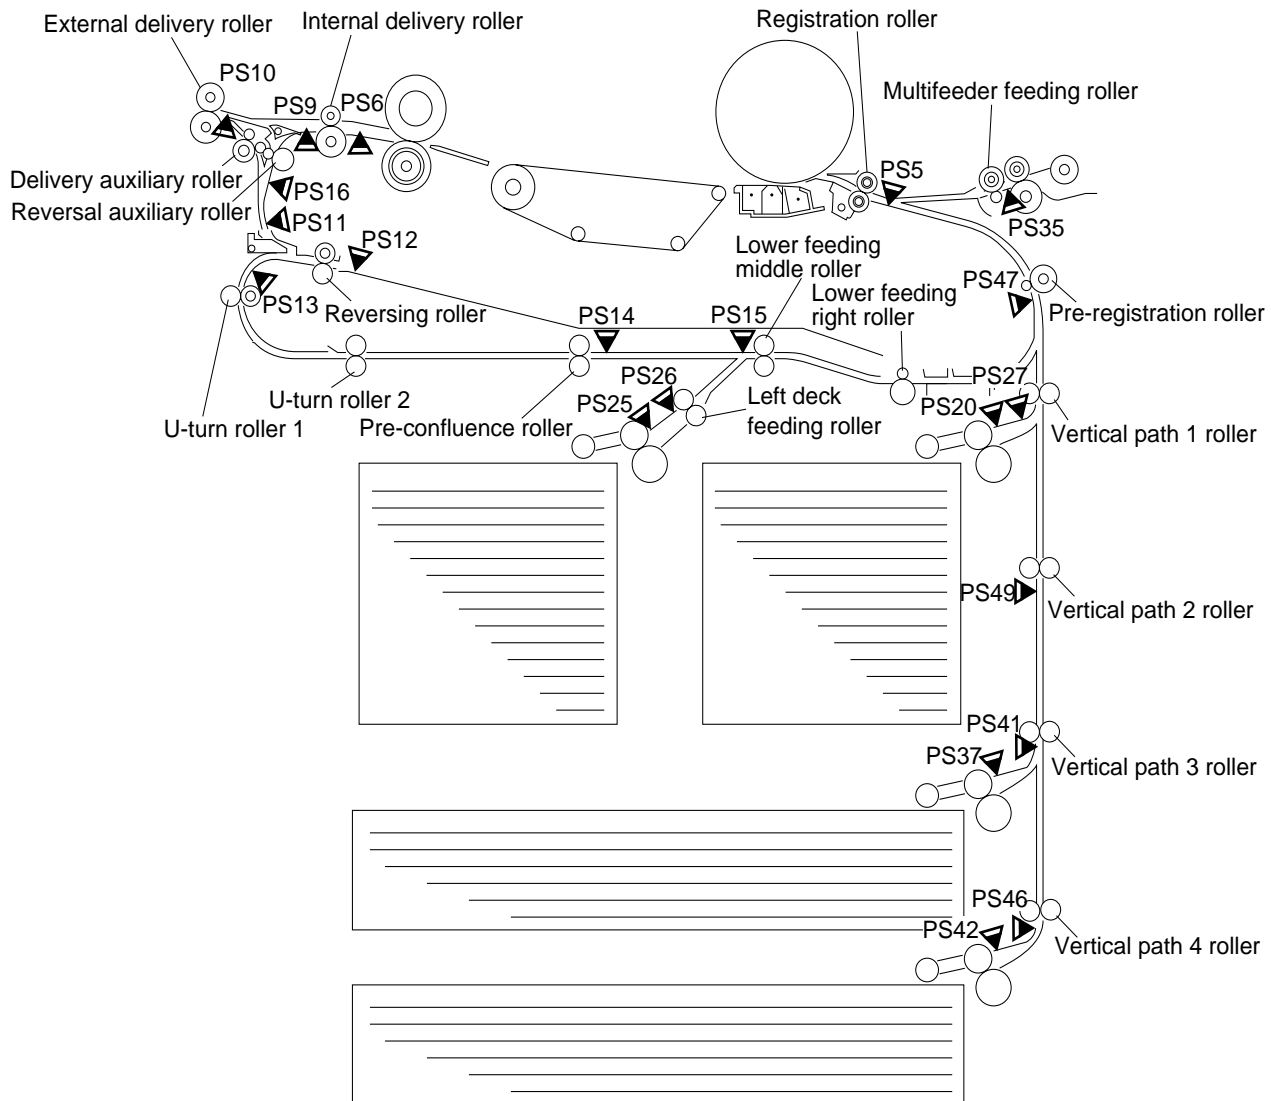 External delivery roller
Internal delivery roller
Registration roller
PS10
PS9
PS6
Multifeeder feeding roller
PS5
Delivery auxiliary roller
PS16
Reversal auxiliary roller
PS11
PS35
PS12
Lower feeding
middle roller
PS47
PS13
Reversing roller
PS14
PS15
Lower feeding
right roller
Pre-registration roller
PS26
PS27
PS25
PS20
U-turn roller 2
Left deck
feeding roller
U-turn roller 1
Pre-confluence roller
Vertical path 1 roller
PS49
Vertical path 2 roller
PS41
PS37
Vertical path 3 roller
PS46
PS42
Vertical path 4 roller